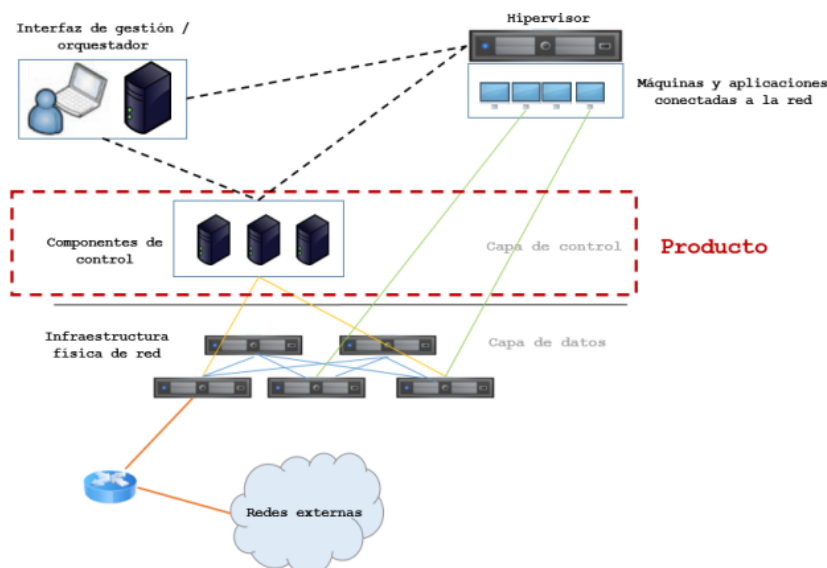 Interfaz de gestión /
orquestador
Hipervisor
Máquinas y aplicaciones
conectadas a la red
Componentes de
control
Capa de control
Producto
Infraestructura
física de red
Capa de datos
Redes externas